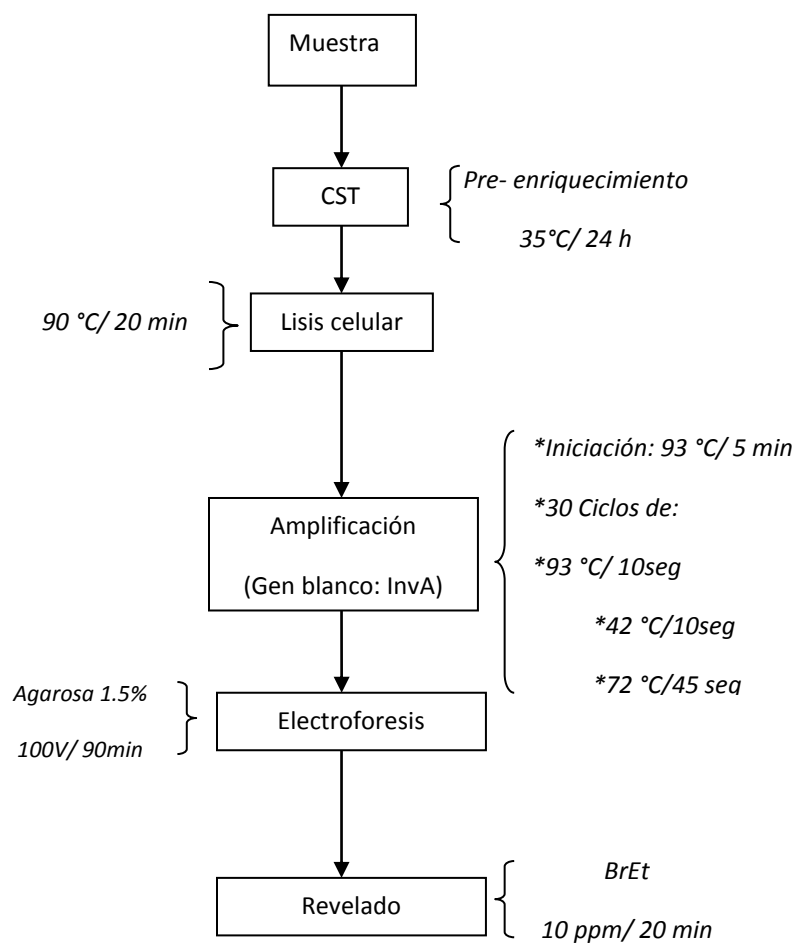 Muestra
CST
Pre- enriquecimiento
35°C/ 24 h
90 °C/ 20 min
Lisis celular
Amplificación
(Gen blanco: InvA)
*Iniciación: 93 °C/ 5 min
*30 Ciclos de:
*93 °C/ 10seg
*42 °C/10seg
*72 °C/45 seg
Agarosa 1.5%
100V/ 90min
Electroforesis
Revelado
BrEt
10 ppm/ 20 min